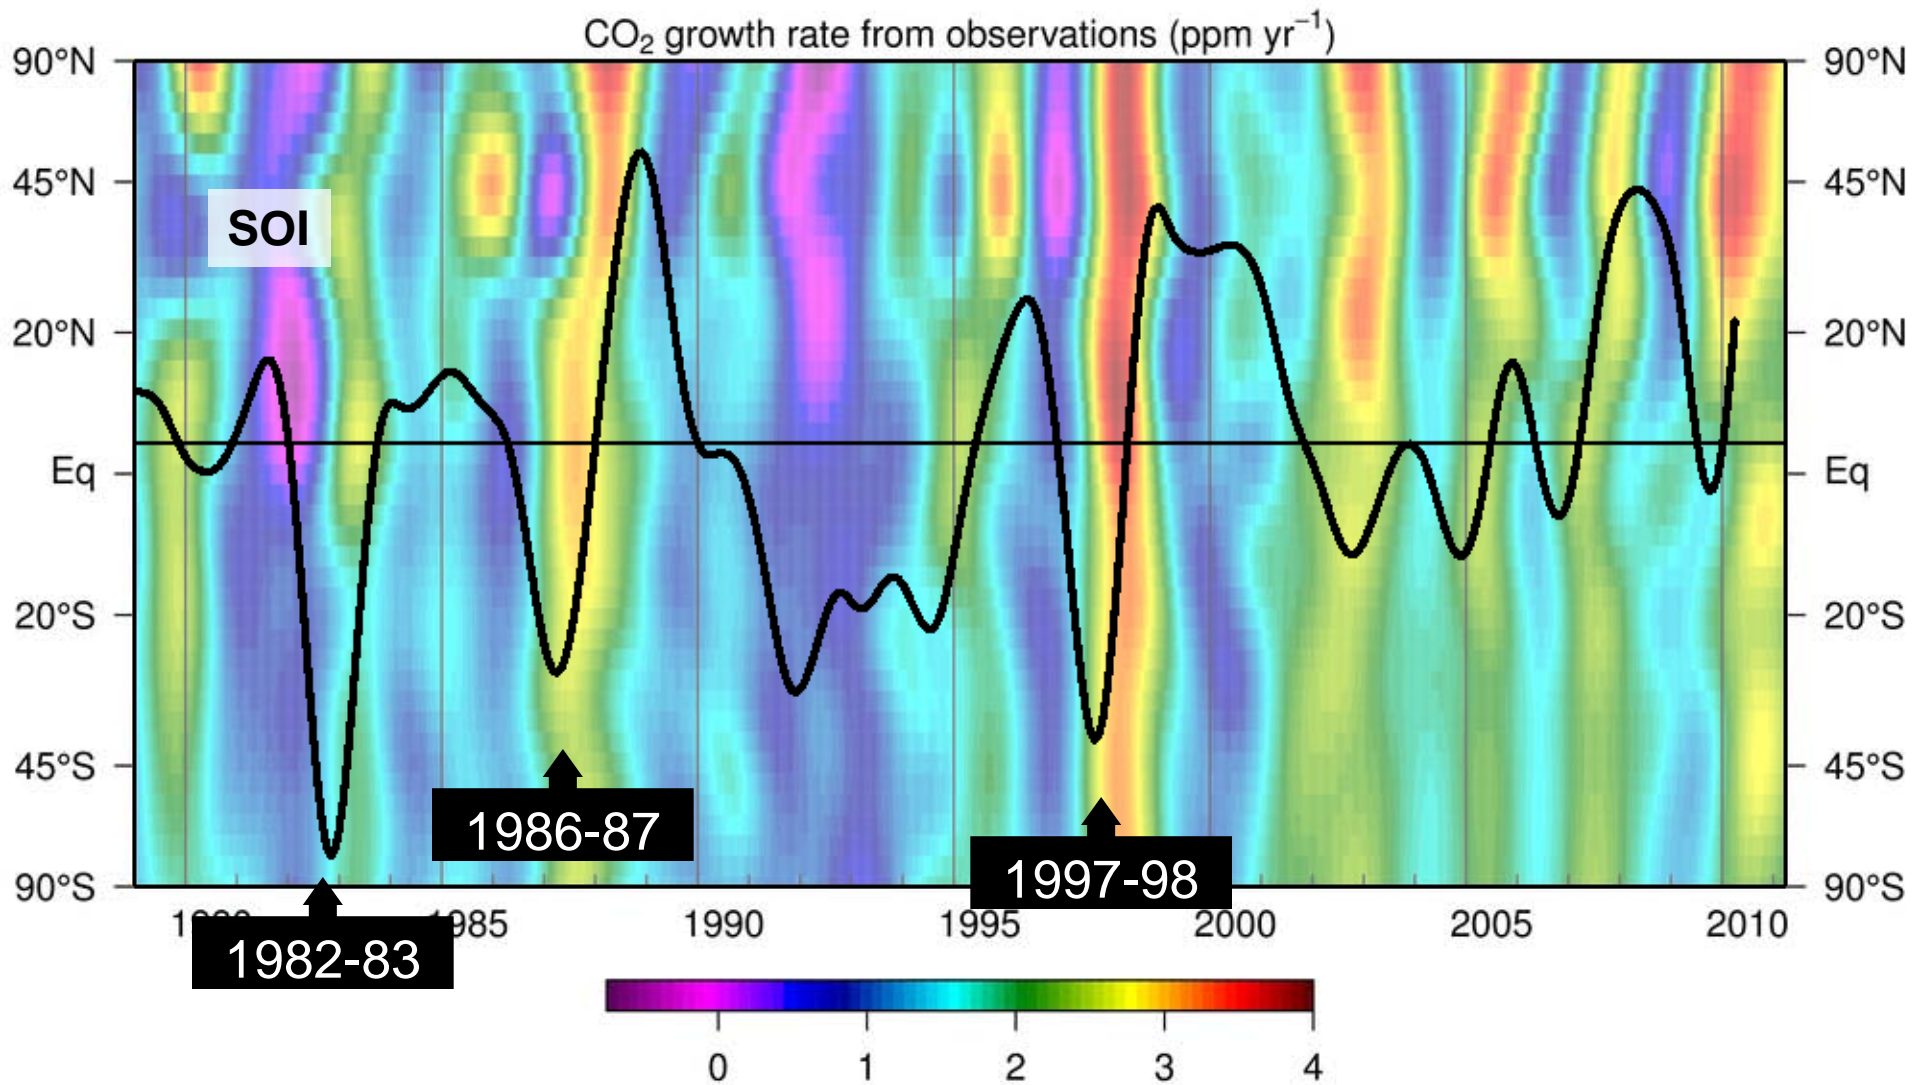 CO₂ growth rate from observations (ppm yr⁻¹)
90°N 90°N
45°N 45°N
SOI
20°N 20°N
Eq Eq
20°S 20°S
45°S 45°S
1986-87
1997-98
90°S 90°S
1990 1995 2000 2005 2010
1982-83
0 1 2 3 4